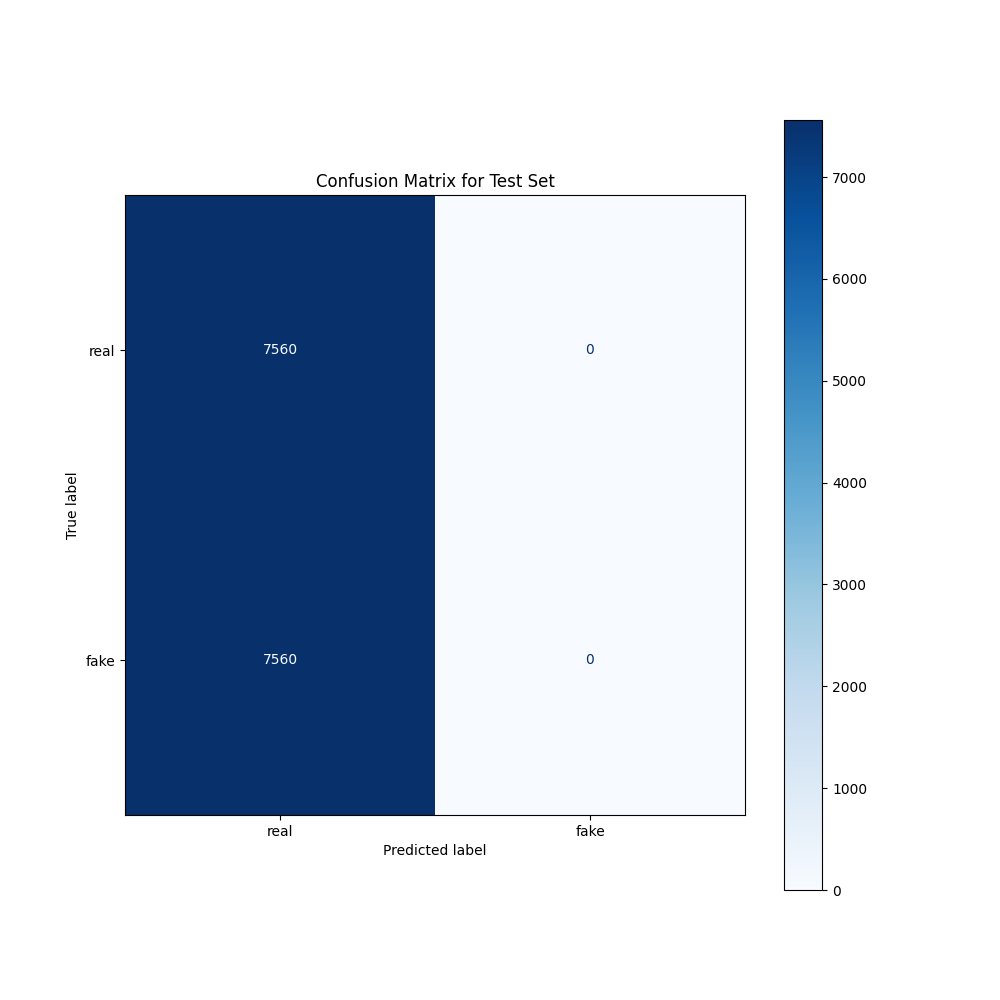 Confusion Matrix for Test Set
7000
6000
5000
4000
3000
2000
1000
0
True label
real
7560
0
fake
7560
0
real
fake
Predicted label